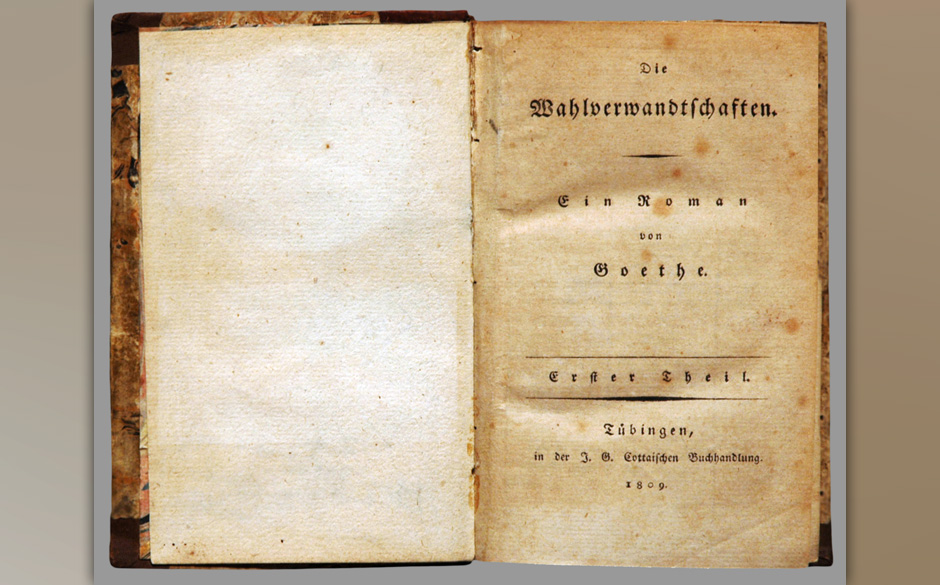 Die
Wahlverwandtschaften.
Ein Roman
von
Goethe.
Erster Theil.
Tübingen,
in der J. G. Cottaischen Buchhandlung.
1809.